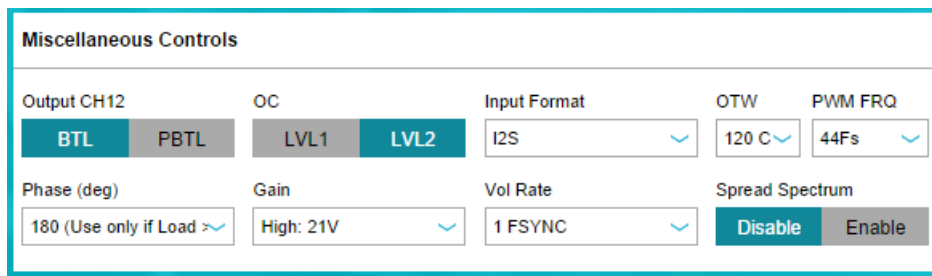 Miscellaneous Controls
Output CH12 OC Input Format OTW PWM FRQ
BTL PBTL LVL1 LVL2 I2S 120 C 44Fs
Phase (deg) Gain Vol Rate Spread Spectrum
180 (Use only if Load High: 21V 1 FSYNC Disable Enable